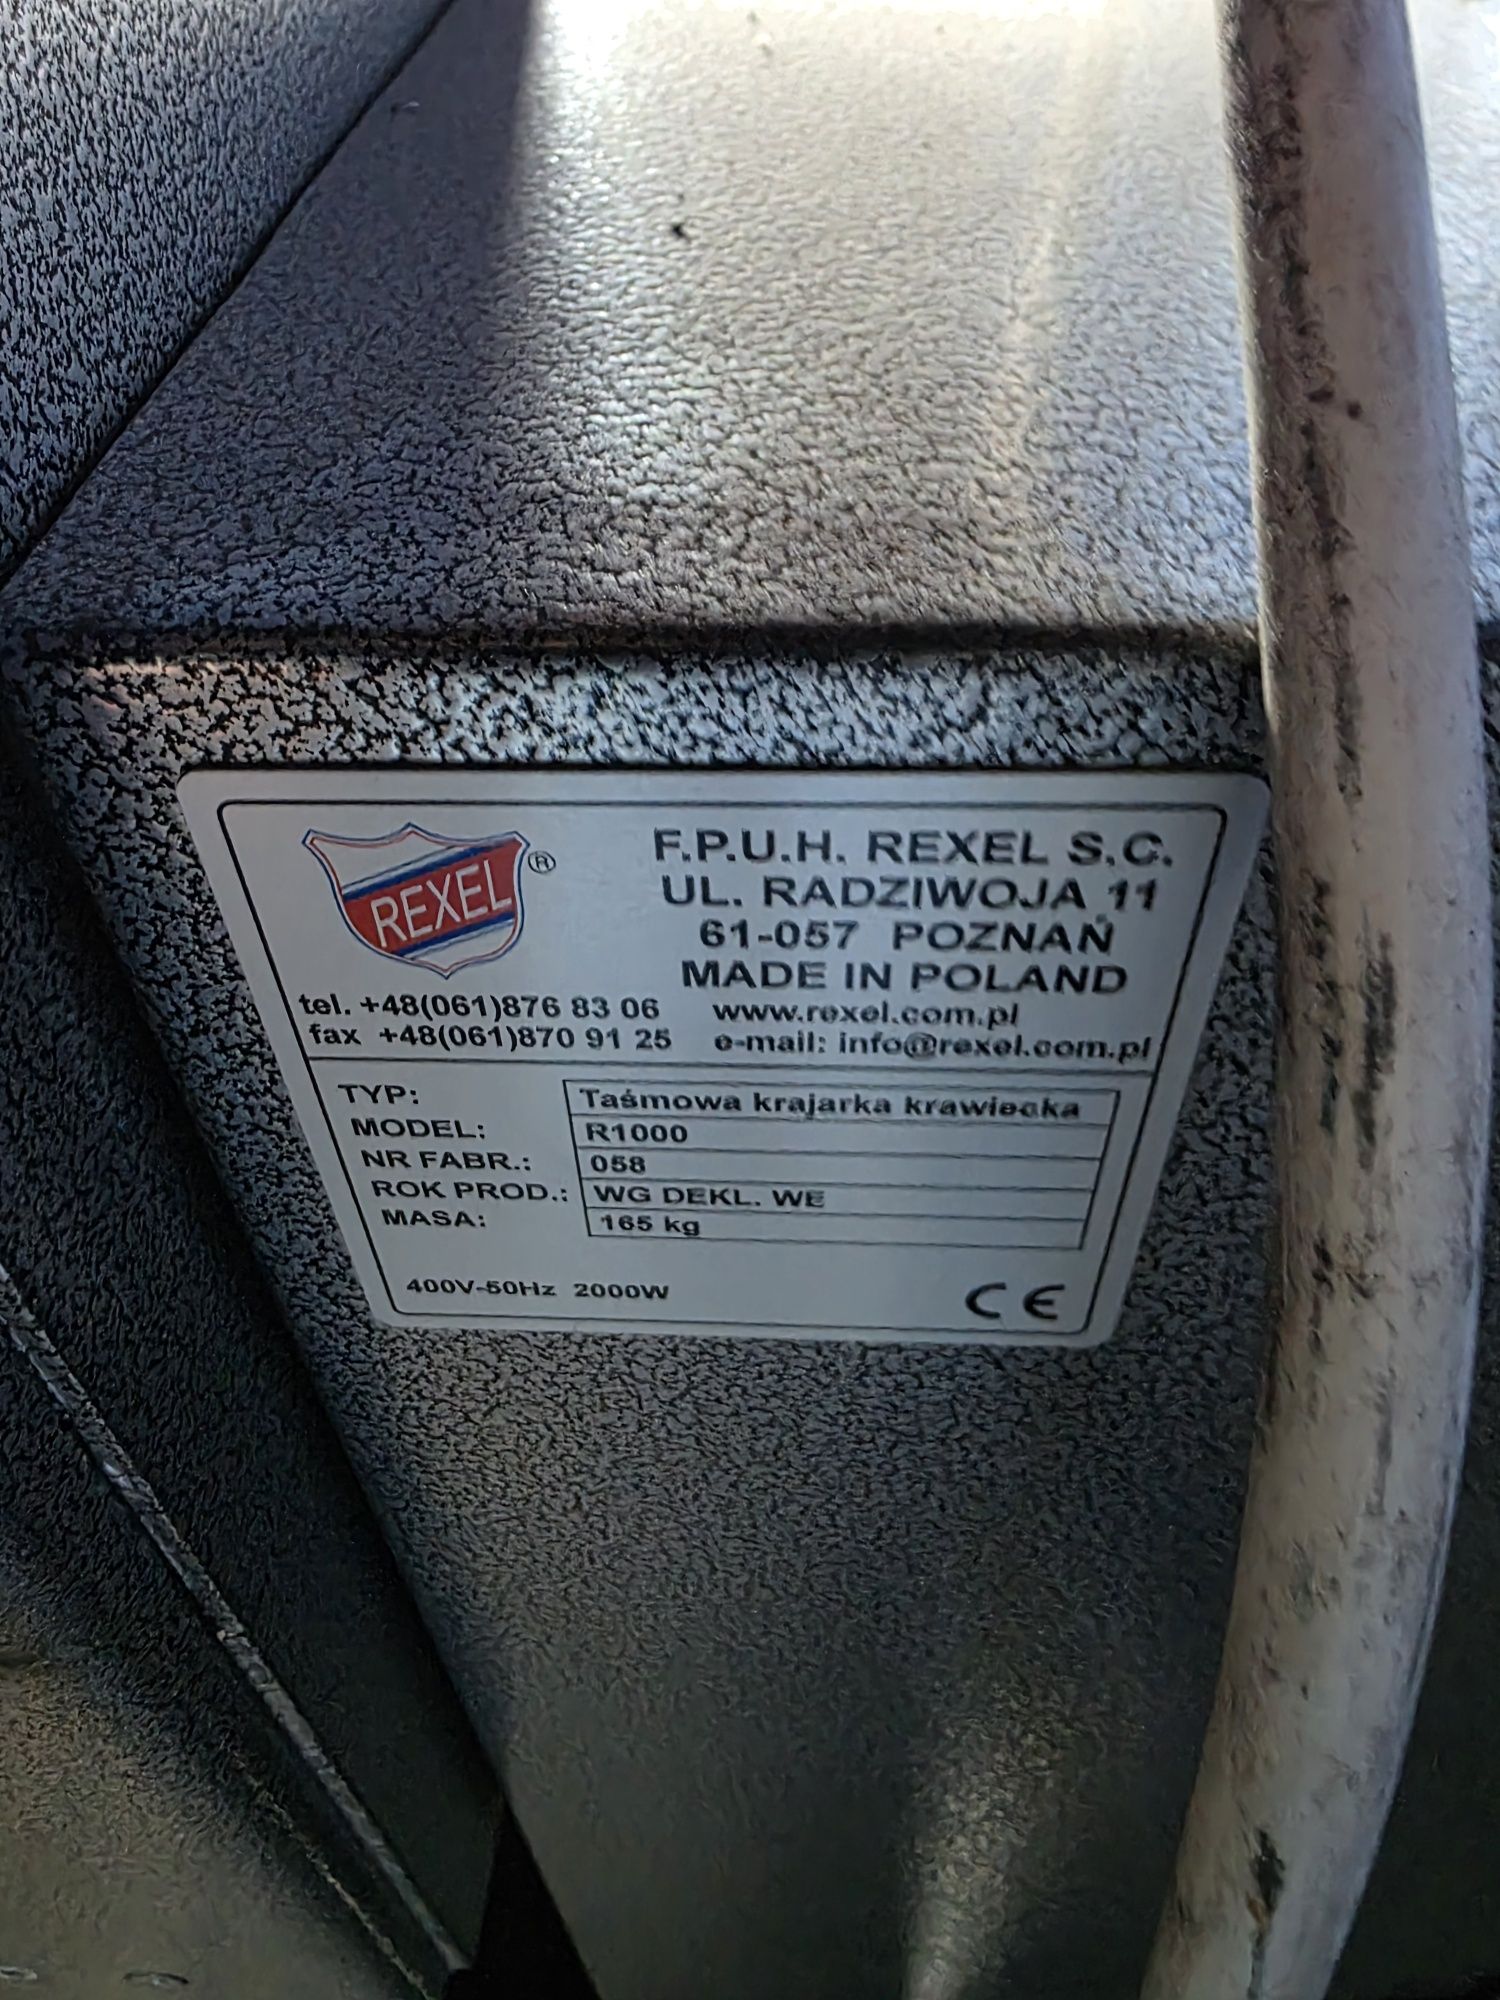 REXEL ®
F.P.U.H. REXEL S.C.
UL. RADZIWOJA 11
61-057 POZNAŃ
MADE IN POLAND
tel. +48(061)876 83 06 www.rexel.com.pl
fax +48(061)870 91 25 e-mail: info@rexel.com.pl
TYP: Taśmowa krajarka krawiecka
MODEL: R1000
NR FABR.: 058
ROK PROD.: WG DEKL. WE
MASA: 165 kg
400V-50Hz 2000W CE